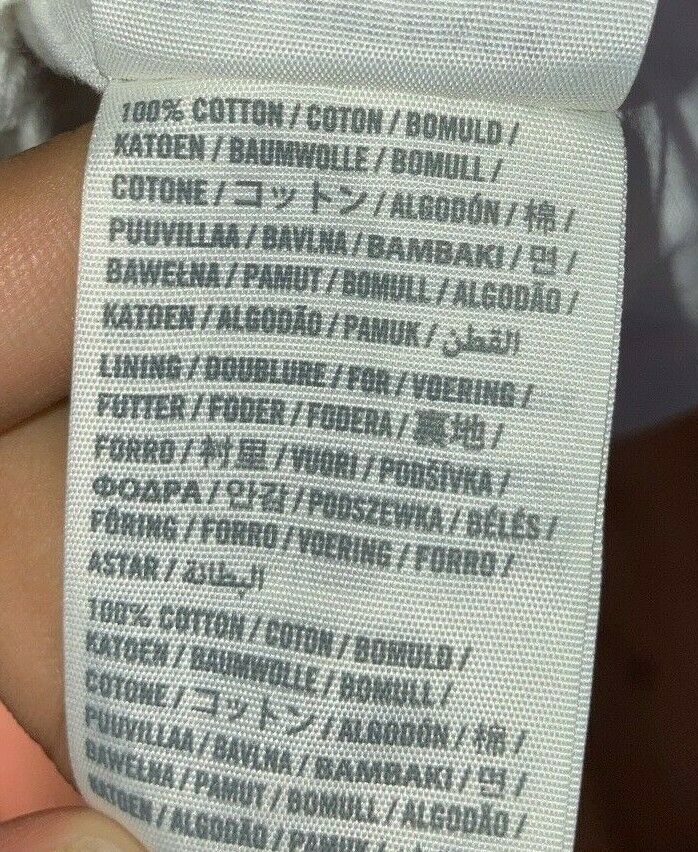 100% COTTON / COTON / BOMULD /
KATOEN / BAUMWOLLE / BOMULL /
COTONE / コットン / ALGODÓN / 棉 /
PUUVILLAA / BAVLNA / BAMBAKI / 면 /
BAWEŁNA / PAMUT / BOMULL / ALGODÃO /
KATOEN / ALGODÃO / PAMUK / القطن
LINING / DOUBLURE / FOR / VOERING /
FUTTER / FODER / FODERA / 裏地 /
FORRO / 衬里 / VUORI / PODŠÍVKA /
ΦΟΔΡΑ / 안감 / PODSZEWKA / BÉLÉS /
FÔRING / FORRO / VOERING / FORRO /
ASTAR / البطانة
100% COTTON / COTON / BOMULD /
KATOEN / BAUMWOLLE / BOMULL /
COTONE / コットン / ALGODÓN / 棉 /
PUUVILLAA / BAVLNA / BAMBAKI / 면 /
BAWEŁNA / PAMUT / BOMULL / ALGODÃO /
KATOEN / ALGODÃO / PAMUK /